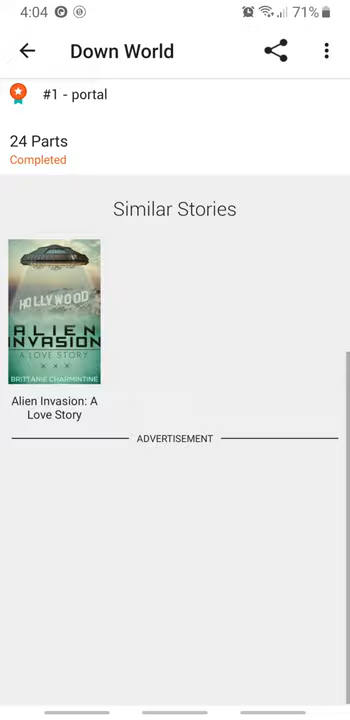 4:04
71%
Down World
#1 - portal
24 Parts
Completed
Similar Stories
HOLLYWOOD
ALIEN
INVASION
A LOVE STORY
x x x
BRITTANIE CHARMINTINE
Alien Invasion: A
Love Story
ADVERTISEMENT